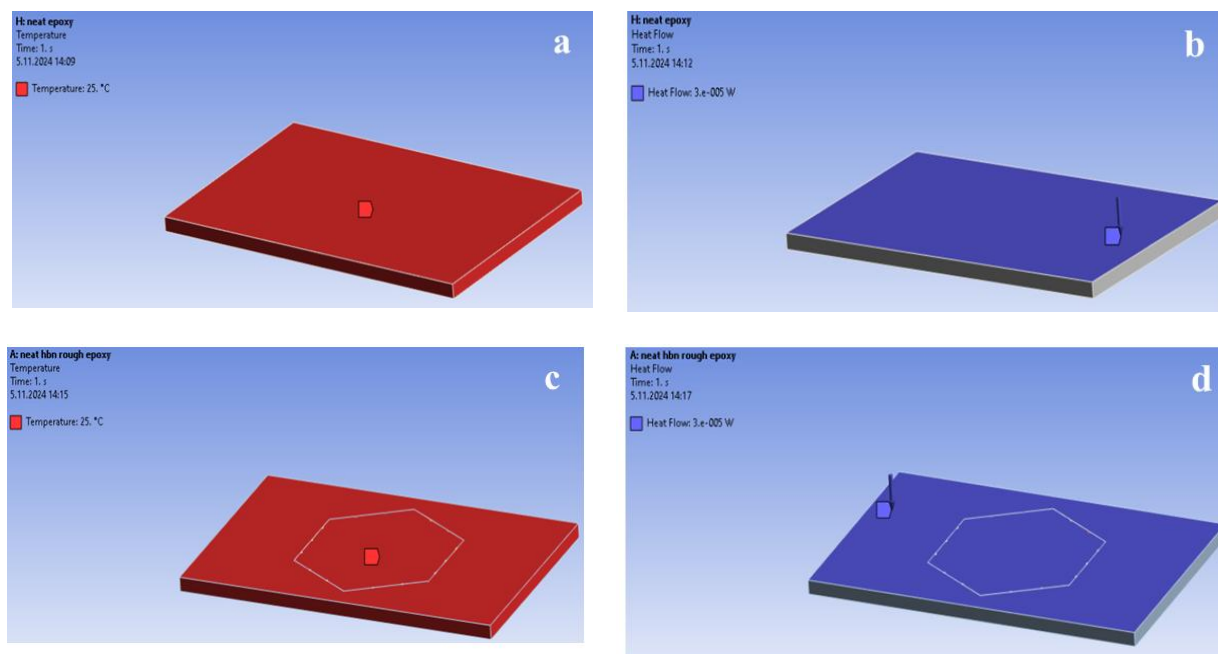 H: neat epoxy
Temperature
Time: 1. s
5.11.2024 14:09
Temperature: 25. °C
a
H: neat epoxy
Heat Flow
Time: 1. s
5.11.2024 14:12
Heat Flow: 3.e-005 W
b
A: neat hbn rough epoxy
Temperature
Time: 1. s
5.11.2024 14:15
Temperature: 25. °C
c
A: neat hbn rough epoxy
Heat Flow
Time: 1. s
5.11.2024 14:17
Heat Flow: 3.e-005 W
d